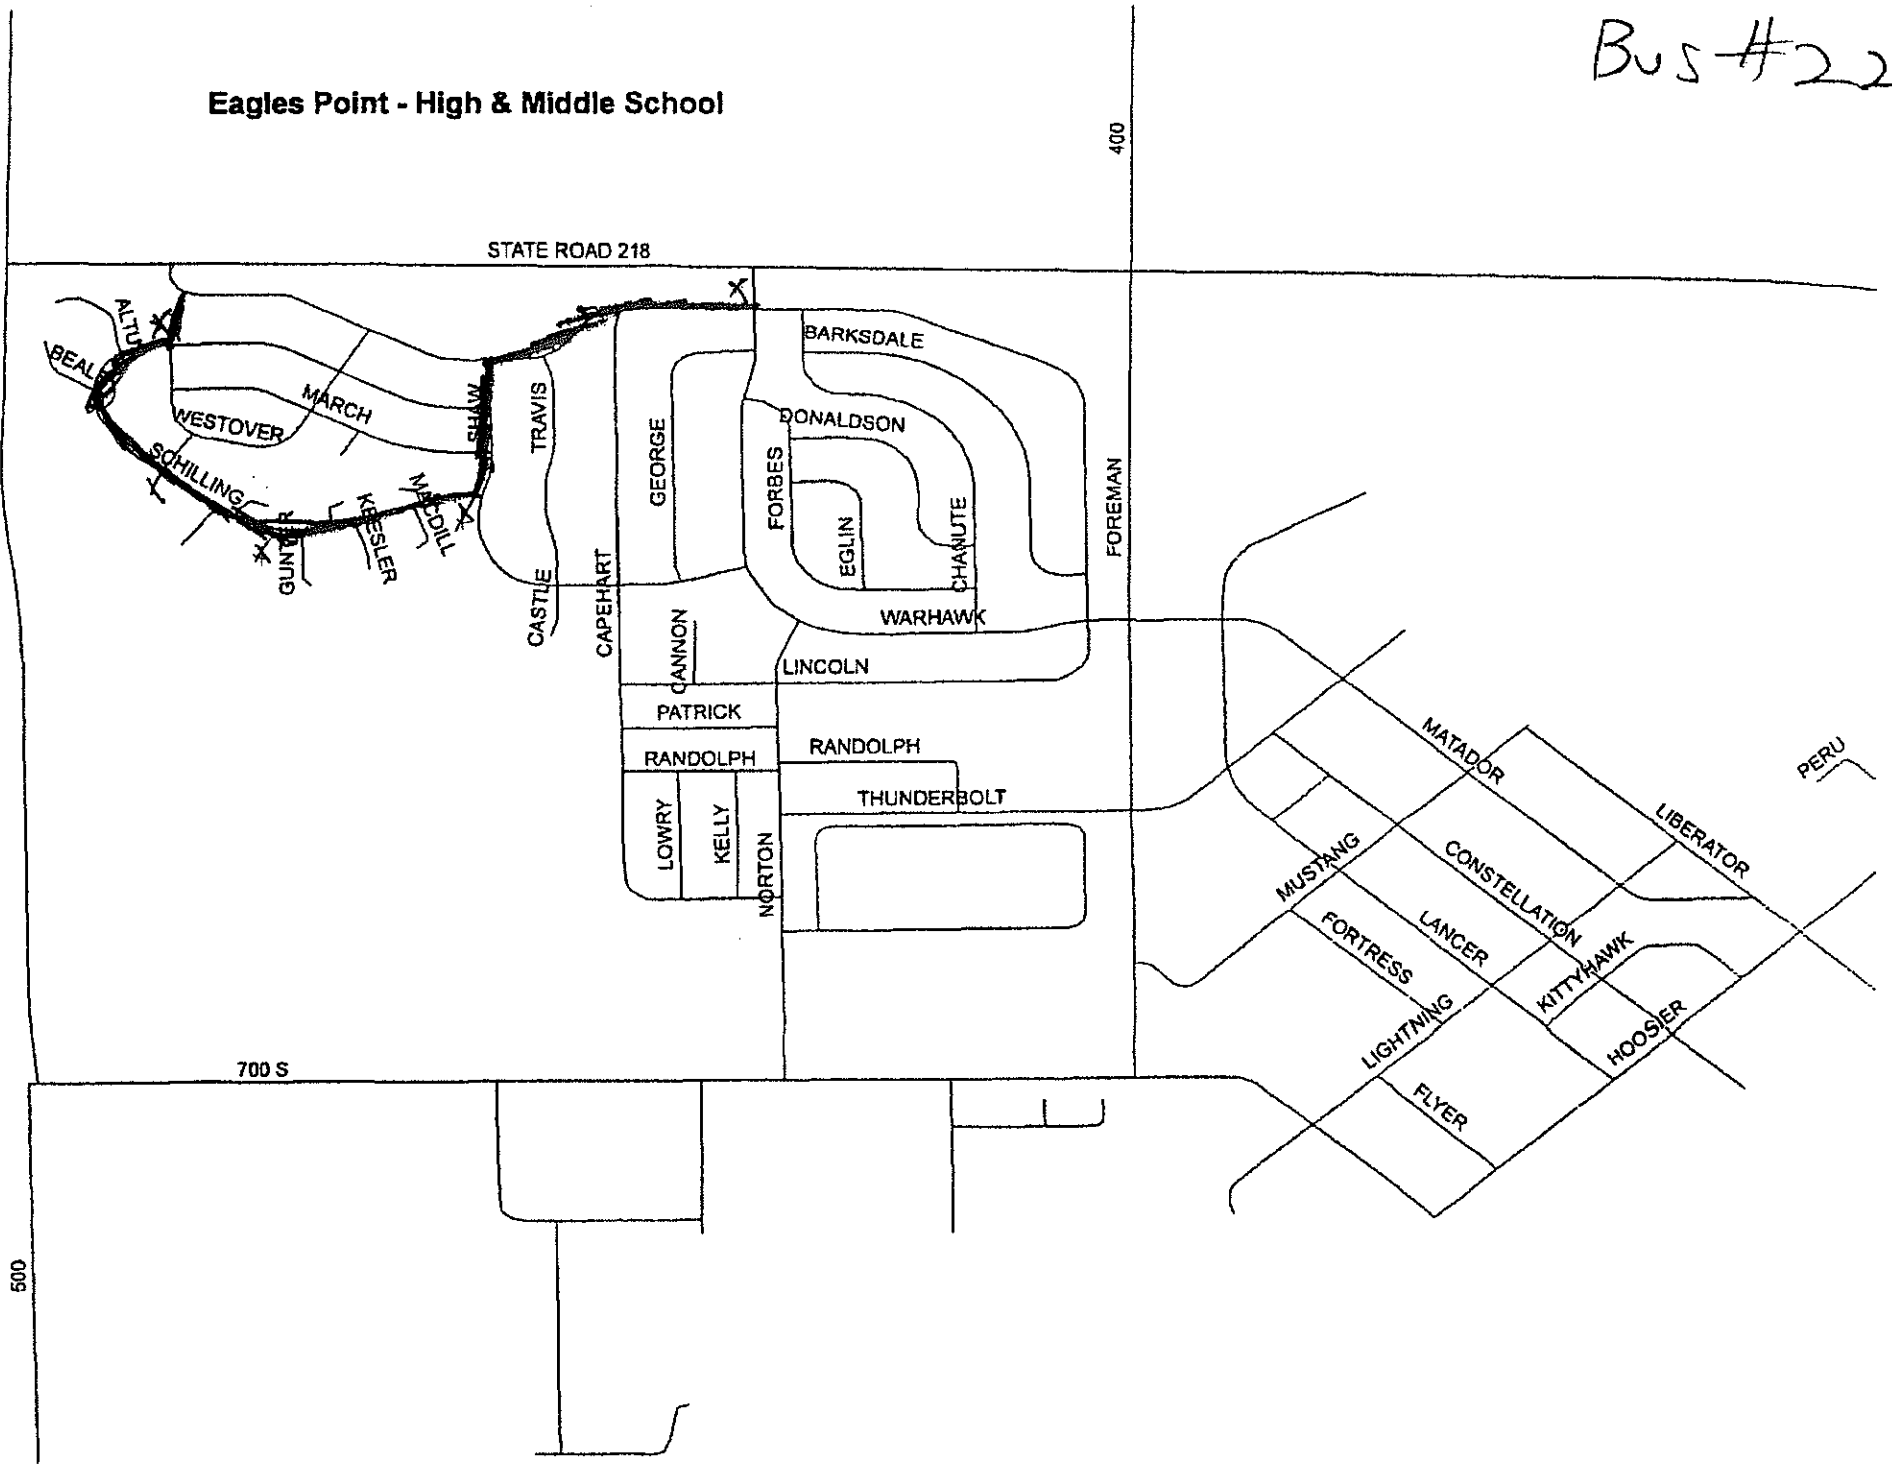 Bus #22
Eagles Point - High & Middle School
400
STATE ROAD 218
BARKSDALE
MARCH
WESTOVER
SHAW
TRAVIS
DONALDSON
GEORGE
FORBES
SCHILLING
FOREMAN
MACDILL
KEESLER
GUNTER
EGLIN
CHANUTE
CASTLE
CAPEHART
WARHAWK
CANNON
LINCOLN
PATRICK
RANDOLPH
RANDOLPH
MATADOR
PERU
THUNDERBOLT
LOWRY
KELLY
NORTON
LIBERATOR
MUSTANG
CONSTELLATION
LANCER
FORTRESS
KITTYHAWK
LIGHTNING
HOOSIER
700 S
FLYER
500